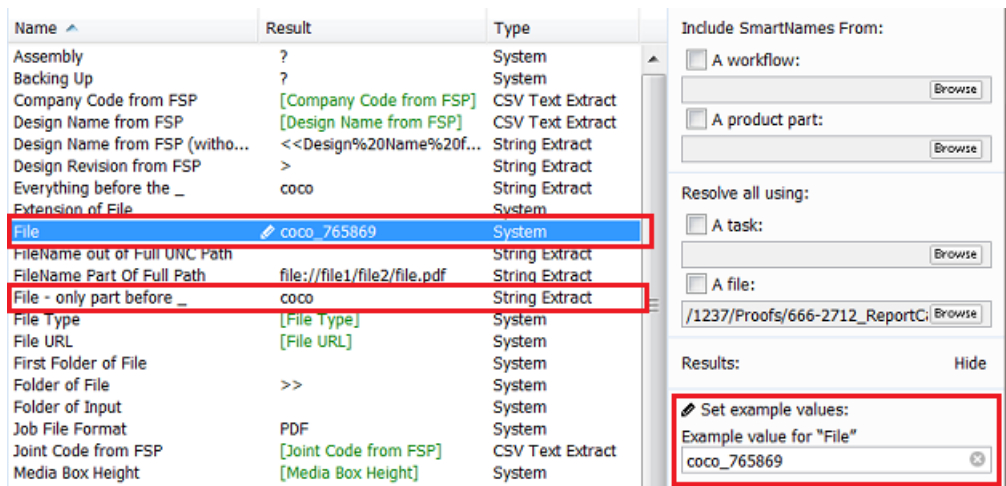 Name Result Type
Assembly ? System
Backing Up ? System
Company Code from FSP [Company Code from FSP] CSV Text Extract
Design Name from FSP [Design Name from FSP] CSV Text Extract
Design Name from FSP (witho... <<Design%20Name%20f... String Extract
Design Revision from FSP > String Extract
Everything before the _ coco String Extract
Extension of File System
File coco_765869 System
FileName out of Full UNC Path String Extract
FileName Part Of Full Path file://file1/file2/file.pdf String Extract
File - only part before _ coco String Extract
File Type [File Type] System
File URL [File URL] System
First Folder of File System
Folder of File >> System
Folder of Input System
Job File Format PDF System
Joint Code from FSP [Joint Code from FSP] CSV Text Extract
Media Box Height [Media Box Height] System
Include SmartNames From:
A workflow:
Browse
A product part:
Browse
Resolve all using:
A task:
Browse
A file:
/1237/Proofs/666-2712_ReportC Browse
Results: Hide
Set example values:
Example value for "File"
coco_765869